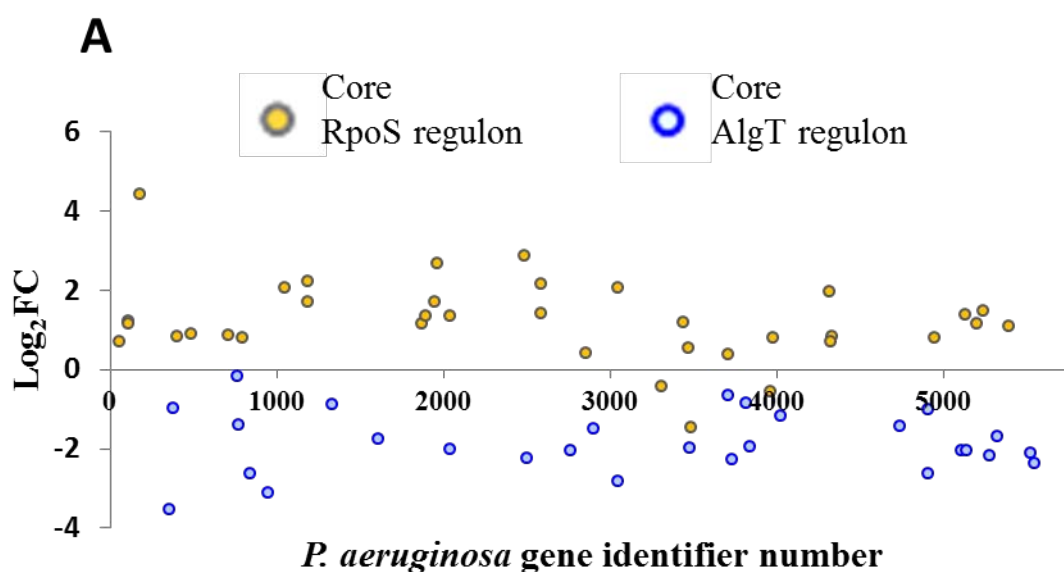 A
Core
RpoS regulon
Core
AlgT regulon
6
4
2
0
-2
-4
Log₂FC
0 1000 2000 3000 4000 5000
P. aeruginosa gene identifier number